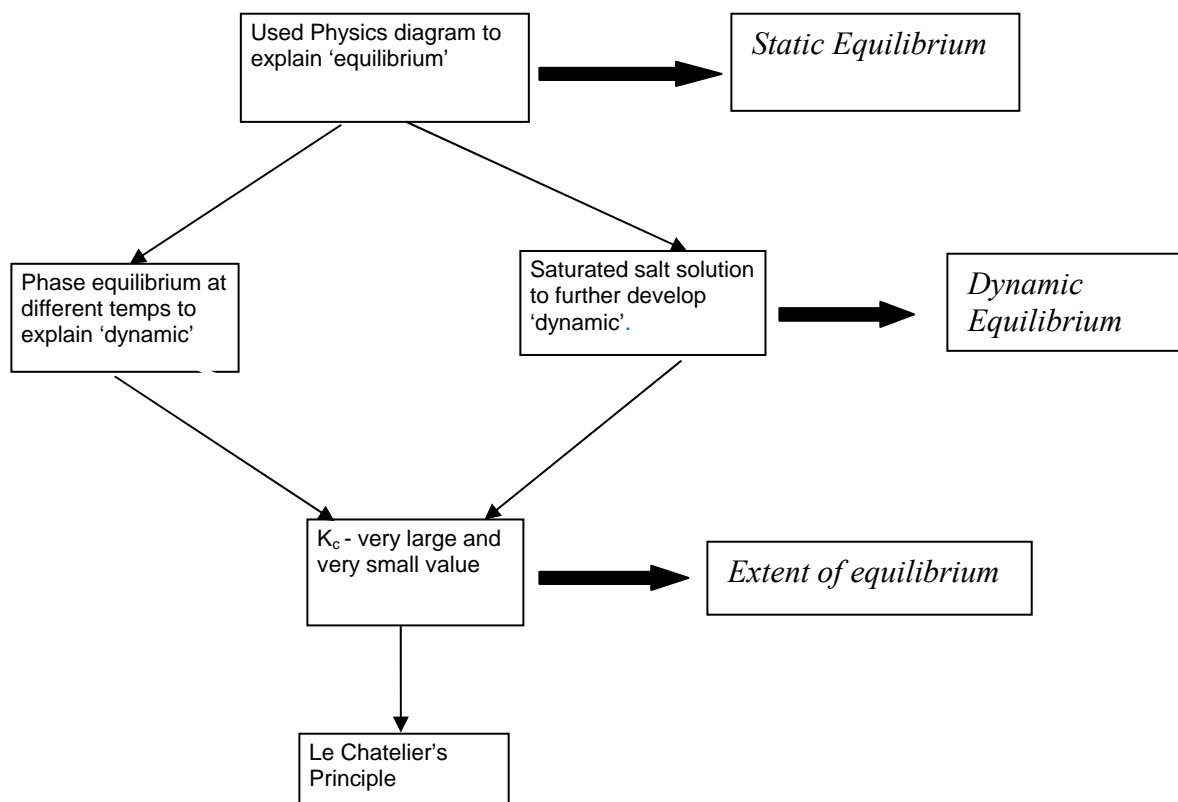 Used Physics diagram to
explain ‘equilibrium’
Static Equilibrium
Phase equilibrium at
different temps to
explain ‘dynamic’
Saturated salt solution
to further develop
‘dynamic’.
Dynamic
Equilibrium
Kc - very large and
very small value
Extent of equilibrium
Le Chatelier’s
Principle